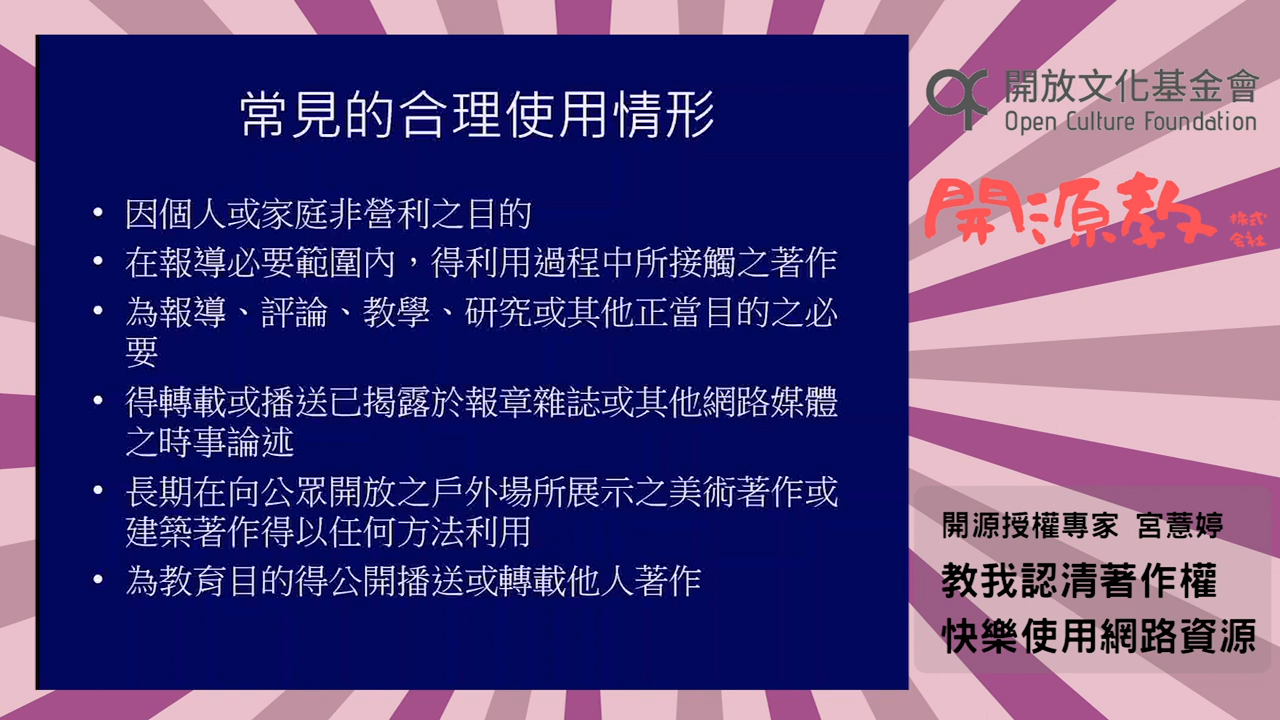 常見的合理使用情形
• 因個人或家庭非營利之目的
• 在報導必要範圍內，得利用過程中所接觸之著作
• 為報導、評論、教學、研究或其他正當目的之必
要
• 得轉載或播送已揭露於報章雜誌或其他網路媒體
之時事論述
• 長期在向公眾開放之戶外場所展示之美術著作或
建築著作得以任何方法利用
• 為教育目的得公開播送或轉載他人著作
開放文化基金會
Open Culture Foundation
開源教
株式
会社
開源授權專家 宮薏婷
教我認清著作權
快樂使用網路資源